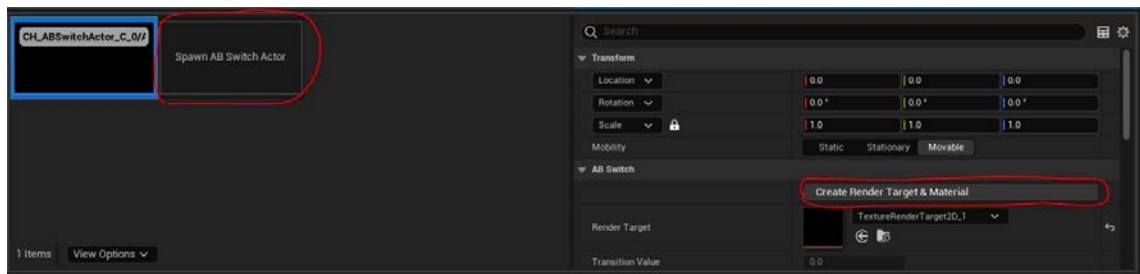 CH_ABSwitchActor_C_0/A
Spawn AB Switch Actor
1 Items View Options
Search
Transform
Location 0.0 0.0 0.0
Rotation 0.0 ° 0.0 ° 0.0 °
Scale 1.0 1.0 1.0
Mobility Static Stationary Movable
AB Switch
Create Render Target & Material
Render Target TextureRenderTarget2D_1
Transition Value 0.0